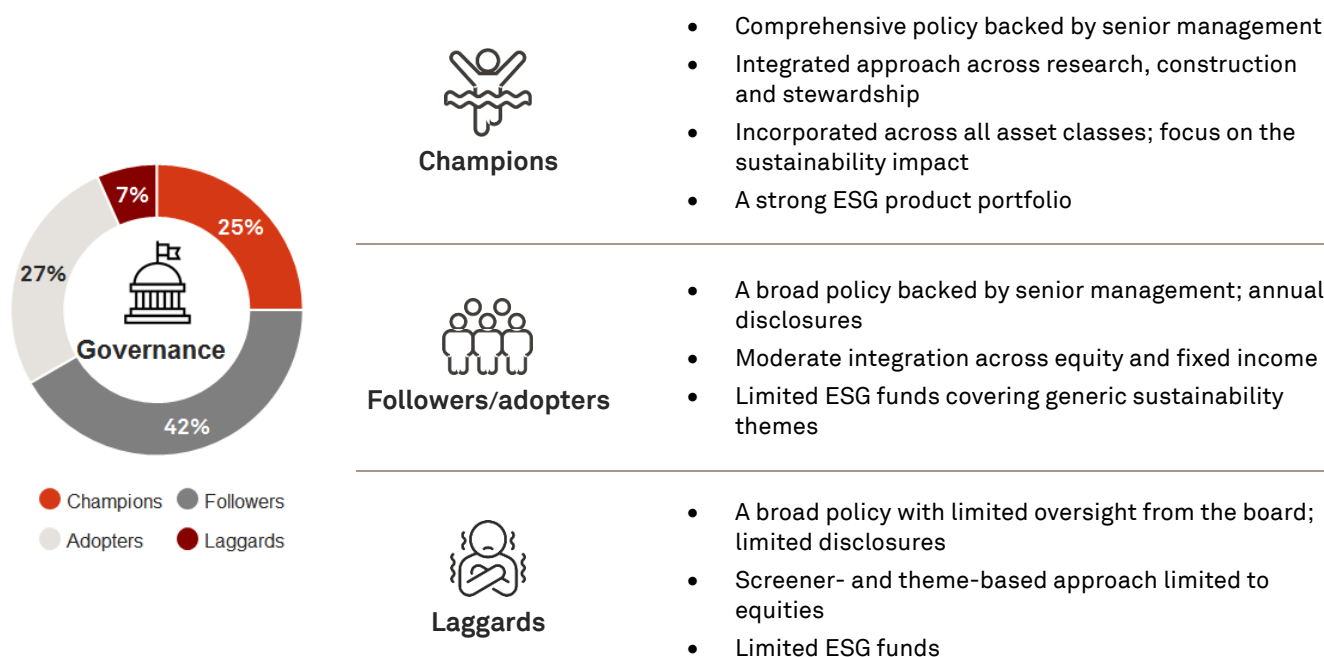 7%
25%
27%
Governance
42%
Champions
Followers
Adopters
Laggards
Champions
• Comprehensive policy backed by senior management
• Integrated approach across research, construction
and stewardship
• Incorporated across all asset classes; focus on the
sustainability impact
• A strong ESG product portfolio
Followers/adopters
• A broad policy backed by senior management; annual
disclosures
• Moderate integration across equity and fixed income
• Limited ESG funds covering generic sustainability
themes
Laggards
• A broad policy with limited oversight from the board;
limited disclosures
• Screener- and theme-based approach limited to
equities
• Limited ESG funds